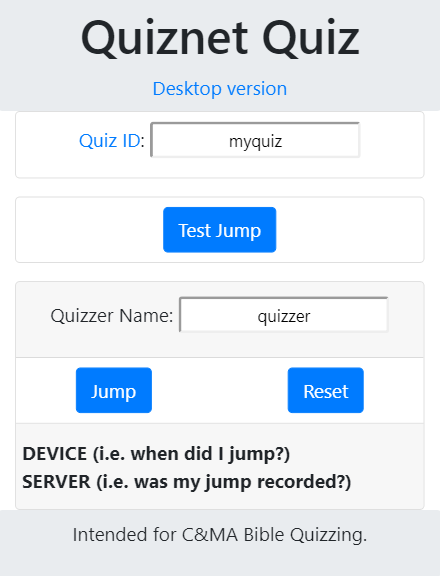 Quiznet Quiz
Desktop version
Quiz ID: myquiz
Test Jump
Quizzer Name: quizzer
Jump Reset
DEVICE (i.e. when did I jump?)
SERVER (i.e. was my jump recorded?)
Intended for C&MA Bible Quizzing.